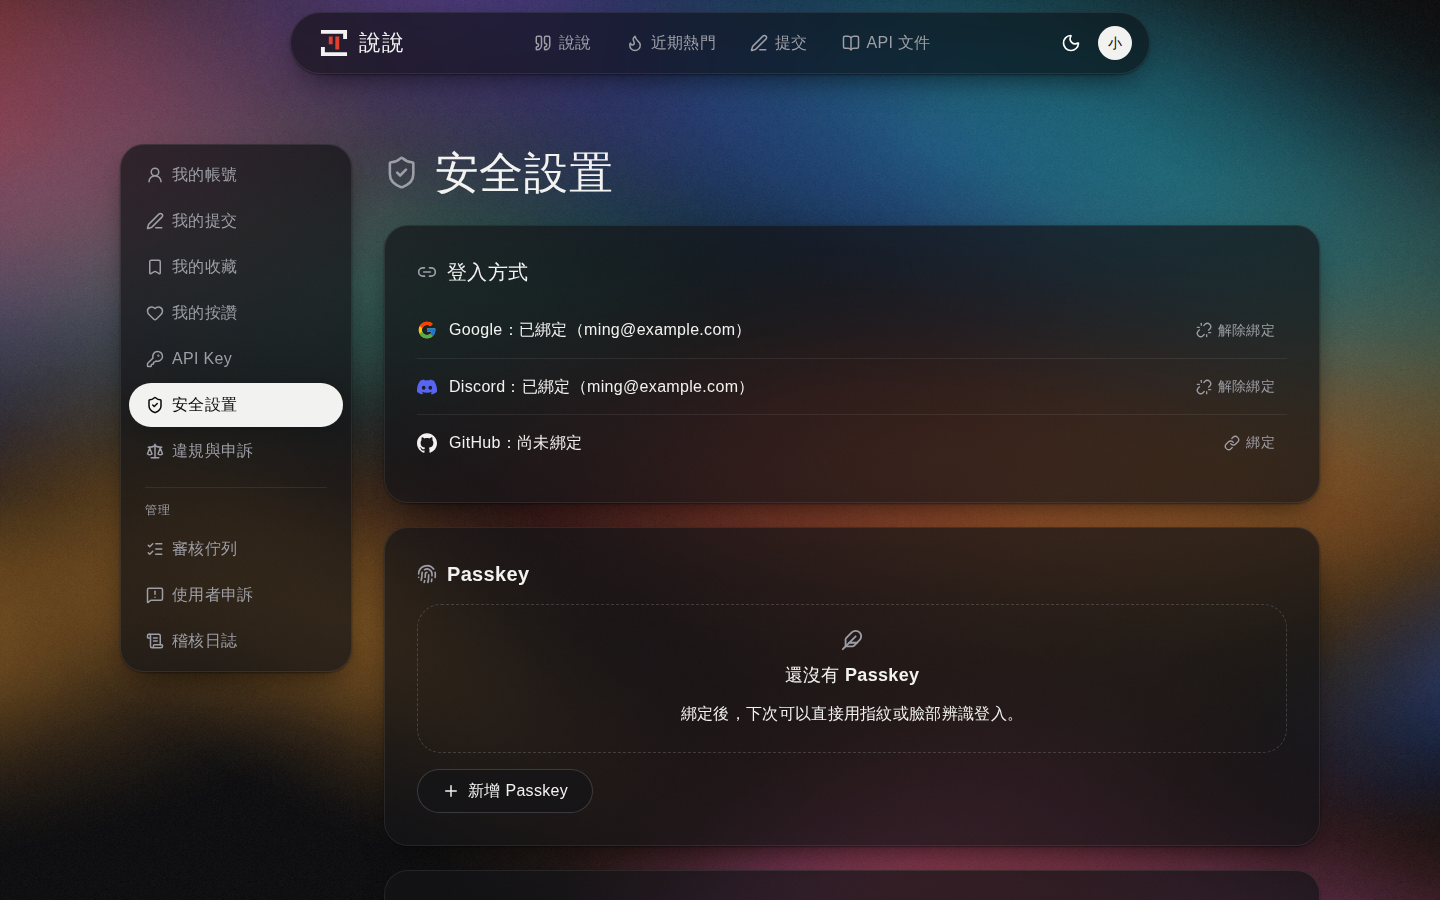 說說
說說
近期熱門
提交
API 文件
小
我的帳號
我的提交
我的收藏
我的按讚
API Key
安全設置
違規與申訴
管理
審核佇列
使用者申訴
稽核日誌
安全設置
登入方式
Google：已綁定（ming@example.com）
解除綁定
Discord：已綁定（ming@example.com）
解除綁定
GitHub：尚未綁定
綁定
Passkey
還沒有 Passkey
綁定後，下次可以直接用指紋或臉部辨識登入。
新增 Passkey